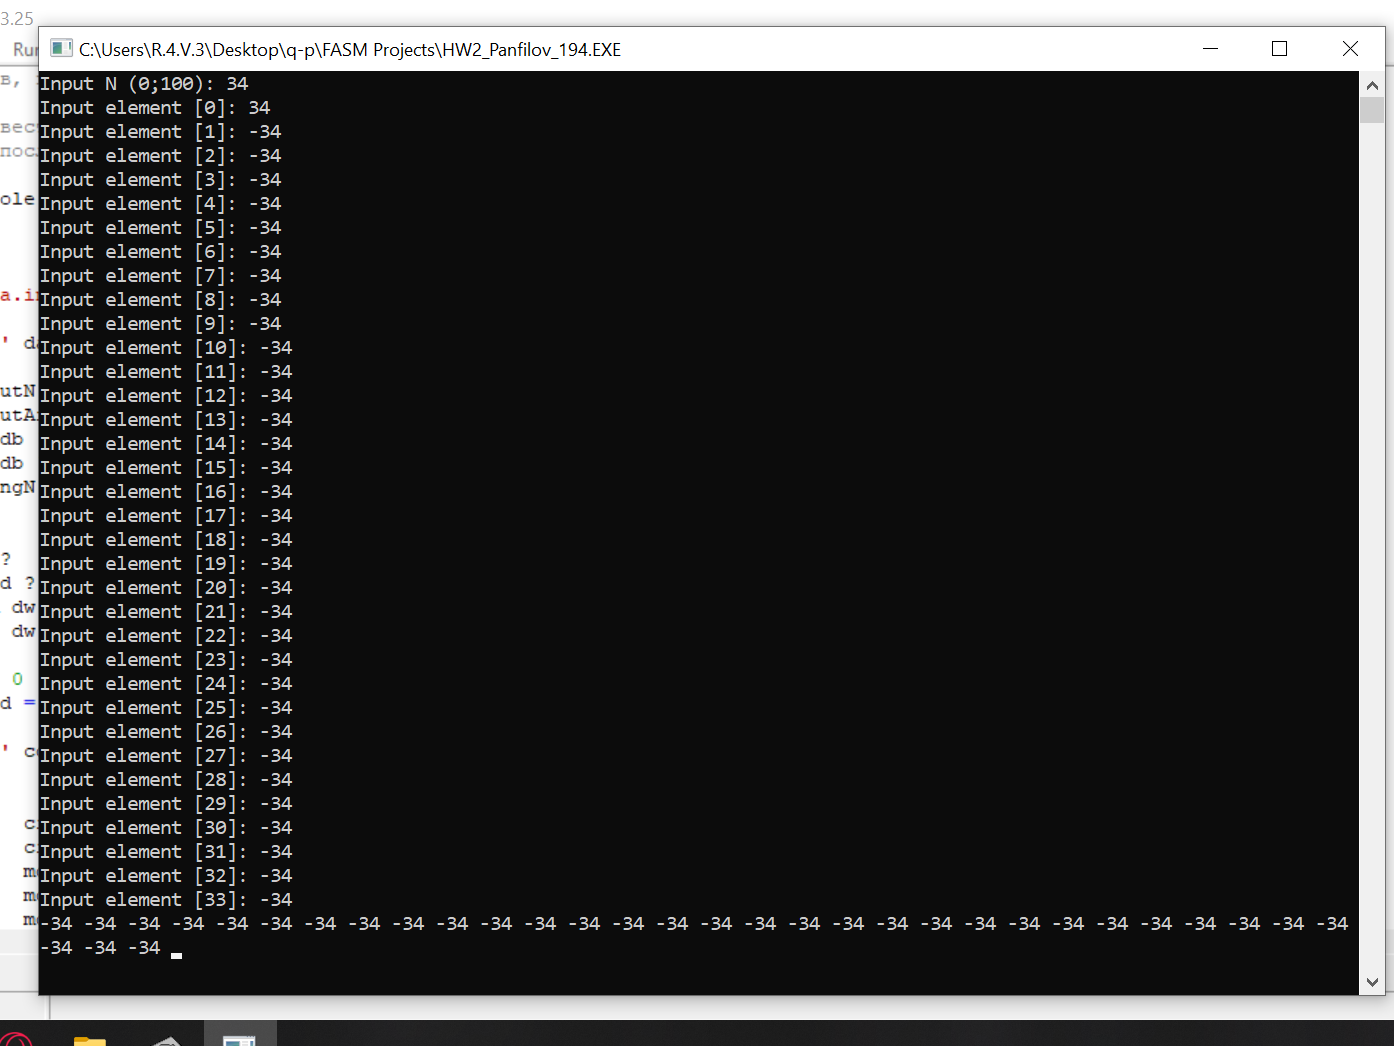 3.25
C:\Users\R.4.V.3\Desktop\q-p\FASM Projects\HW2_Panfilov_194.EXE
Input N (0;100): 34
Input element [0]: 34
Input element [1]: -34
Input element [2]: -34
Input element [3]: -34
Input element [4]: -34
Input element [5]: -34
Input element [6]: -34
Input element [7]: -34
Input element [8]: -34
Input element [9]: -34
Input element [10]: -34
Input element [11]: -34
Input element [12]: -34
Input element [13]: -34
Input element [14]: -34
Input element [15]: -34
Input element [16]: -34
Input element [17]: -34
Input element [18]: -34
Input element [19]: -34
Input element [20]: -34
Input element [21]: -34
Input element [22]: -34
Input element [23]: -34
Input element [24]: -34
Input element [25]: -34
Input element [26]: -34
Input element [27]: -34
Input element [28]: -34
Input element [29]: -34
Input element [30]: -34
Input element [31]: -34
Input element [32]: -34
Input element [33]: -34
-34 -34 -34 -34 -34 -34 -34 -34 -34 -34 -34 -34 -34 -34 -34 -34 -34 -34 -34 -34 -34 -34 -34 -34 -34 -34 -34 -34 -34 -34
-34 -34 -34
ole
utN
db
db
ngN
?
d ?
dw
dw
0
d =